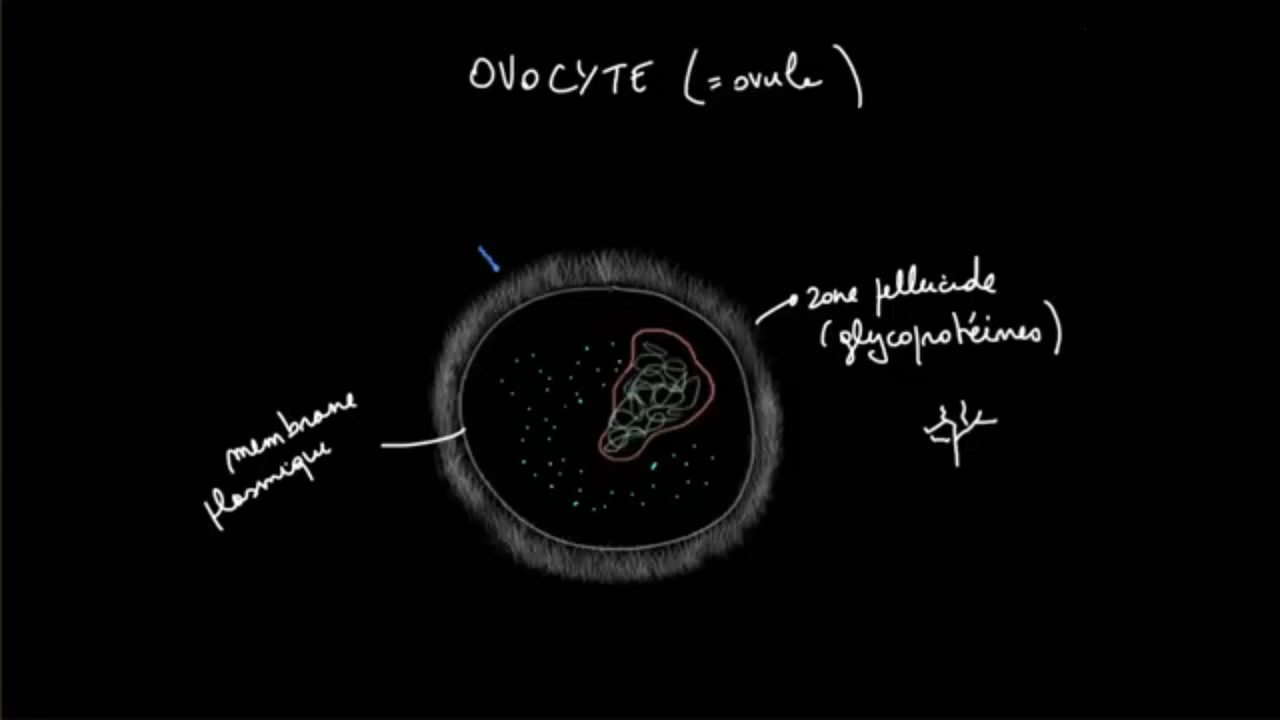 OVOCYTE (= ovule)
zone pellucide
(glycoprotéines)
membrane
plasmique